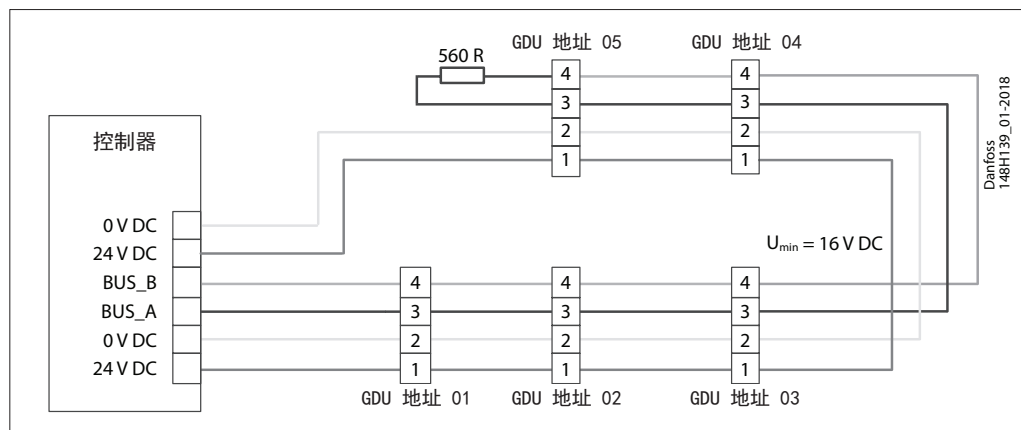 GDU 地址 05
GDU 地址 04
560 R
4
4
3
3
2
2
1
1
控制器
0 V DC
24 V DC
BUS_B
BUS_A
0 V DC
24 V DC
U_min = 16 V DC
4
4
4
3
3
3
2
2
2
1
1
1
GDU 地址 01
GDU 地址 02
GDU 地址 03
Danfoss
148H139_01-2018